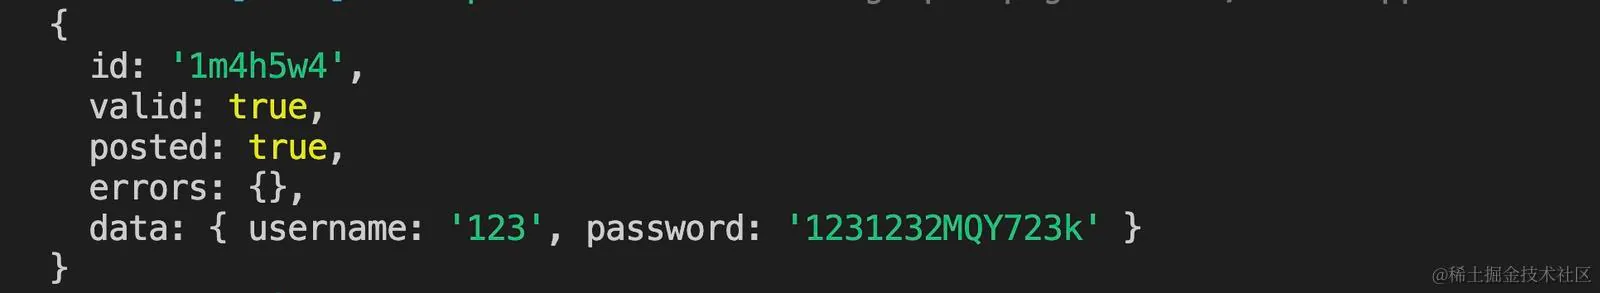 {
id: '1m4h5w4',
valid: true,
posted: true,
errors: {},
data: { username: '123', password: '1231232MQY723k' }
}
@稀土掘金技术社区